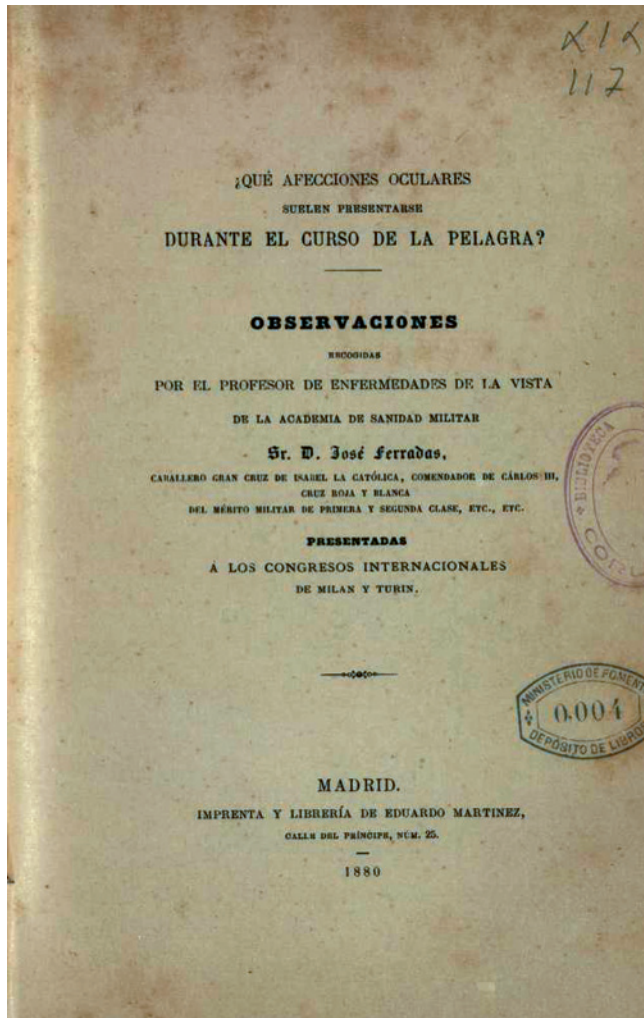 117
¿QUÉ AFECCIONES OCULARES
SUELEN PRESENTARSE
DURANTE EL CURSO DE LA PELAGRA?
OBSERVACIONES
RECOGIDAS
POR EL PROFESOR DE ENFERMEDADES DE LA VISTA
DE LA ACADEMIA DE SANIDAD MILITAR
Sr. D. José Ferradas,
CABALLERO GRAN CRUZ DE ISABEL LA CATÓLICA, COMENDADOR DE CÁRLOS III,
CRUZ ROJA Y BLANCA
DEL MÉRITO MILITAR DE PRIMERA Y SEGUNDA CLASE, ETC., ETC.
PRESENTADAS
Á LOS CONGRESOS INTERNACIONALES
DE MILAN Y TURIN.
BIBLIOTECA
MINISTERIO DE FOMENT
0.004
DEPÓSITO DE LIBROS
MADRID.
IMPRENTA Y LIBRERÍA DE EDUARDO MARTINEZ,
CALLE DEL PRÍNCIPE, NÚM. 25.
1880